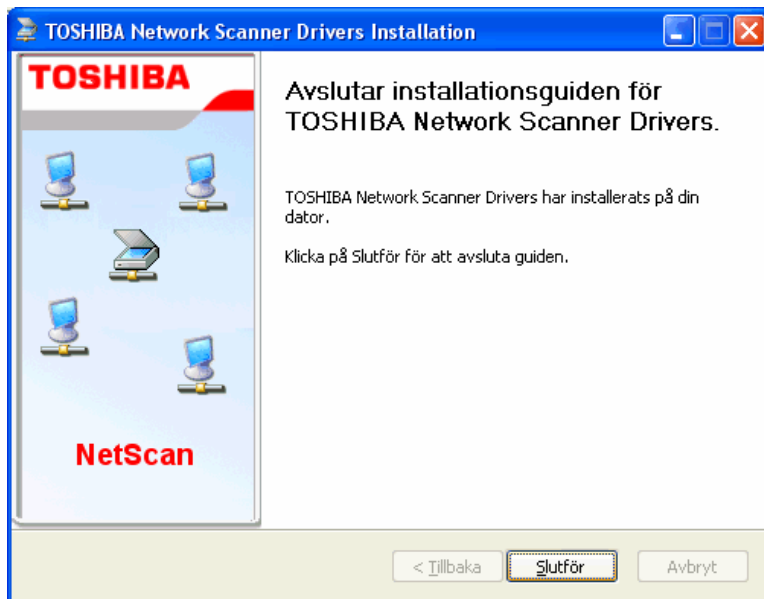 TOSHIBA Network Scanner Drivers Installation
TOSHIBA
Avslutar installationsguiden för
TOSHIBA Network Scanner Drivers.
TOSHIBA Network Scanner Drivers har installerats på din
dator.
Klicka på Slutför för att avsluta guiden.
NetScan
< Tillbaka
Slutför
Avbryt